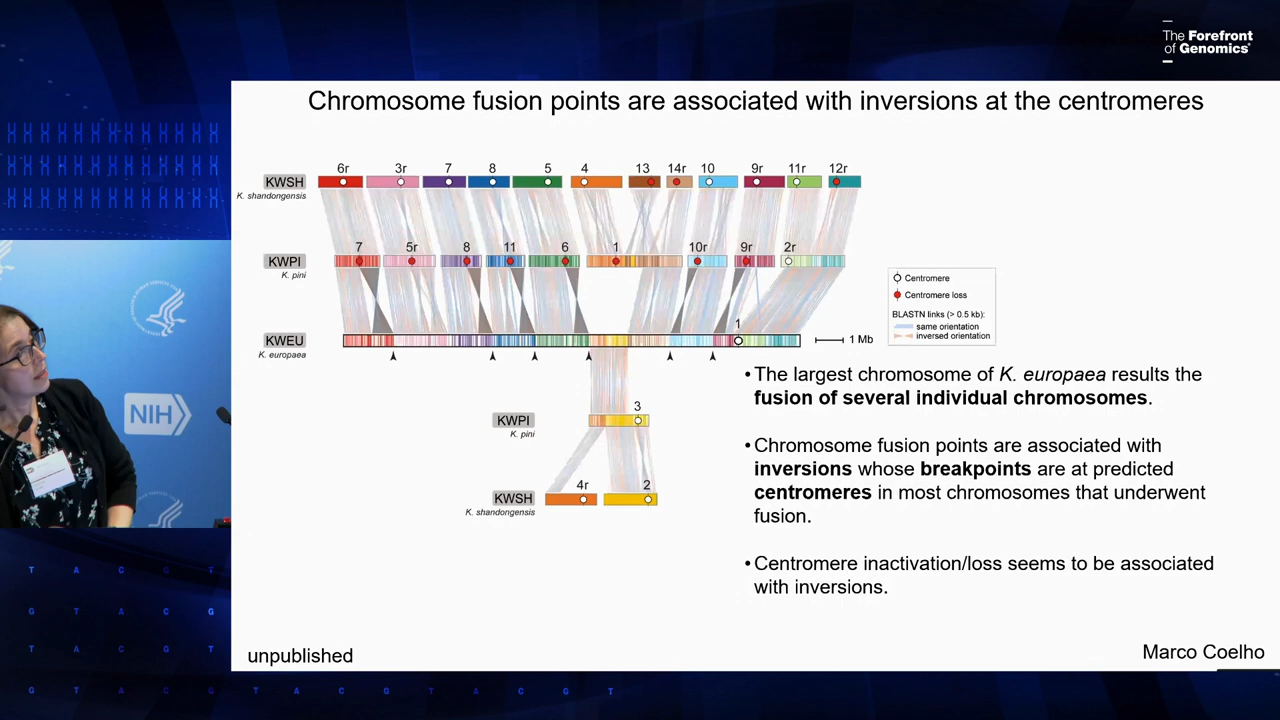 The Forefront
of Genomics®
Chromosome fusion points are associated with inversions at the centromeres
6r 3r 7 8 5 4 13 14r 10 9r 11r 12r
KWSH
K. shandongensis
7 5r 8 11 6 1 10r 9r 2r
KWPI
K. pini
Centromere
Centromere loss
BLASTN links (> 0.5 kb):
same orientation
inversed orientation
1
KWEU
K. europaea
1 Mb
3
KWPI
K. pini
4r 2
KWSH
K. shandongensis
•The largest chromosome of K. europaea results the
fusion of several individual chromosomes.
•Chromosome fusion points are associated with
inversions whose breakpoints are at predicted
centromeres in most chromosomes that underwent
fusion.
•Centromere inactivation/loss seems to be associated
with inversions.
unpublished
Marco Coelho
NIH
T A C G T
G T A C G
T A C G T
G T A C G T A C G T A C G T